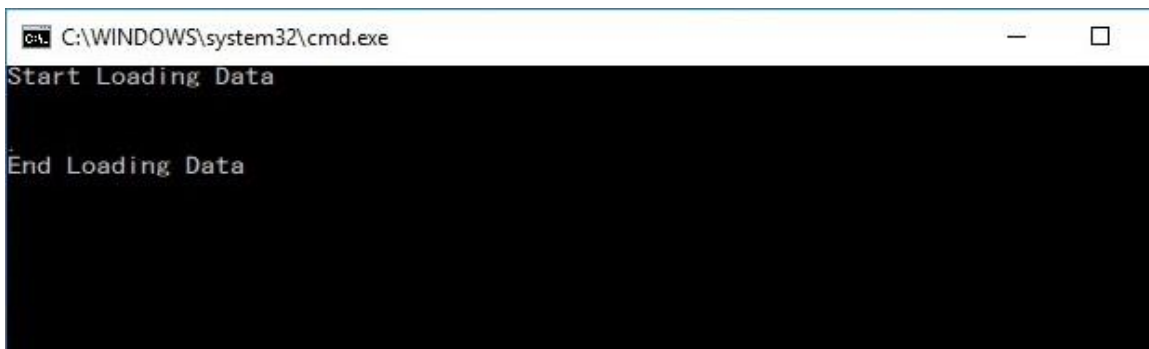 C:\WINDOWS\system32\cmd.exe
Start Loading Data
.
End Loading Data